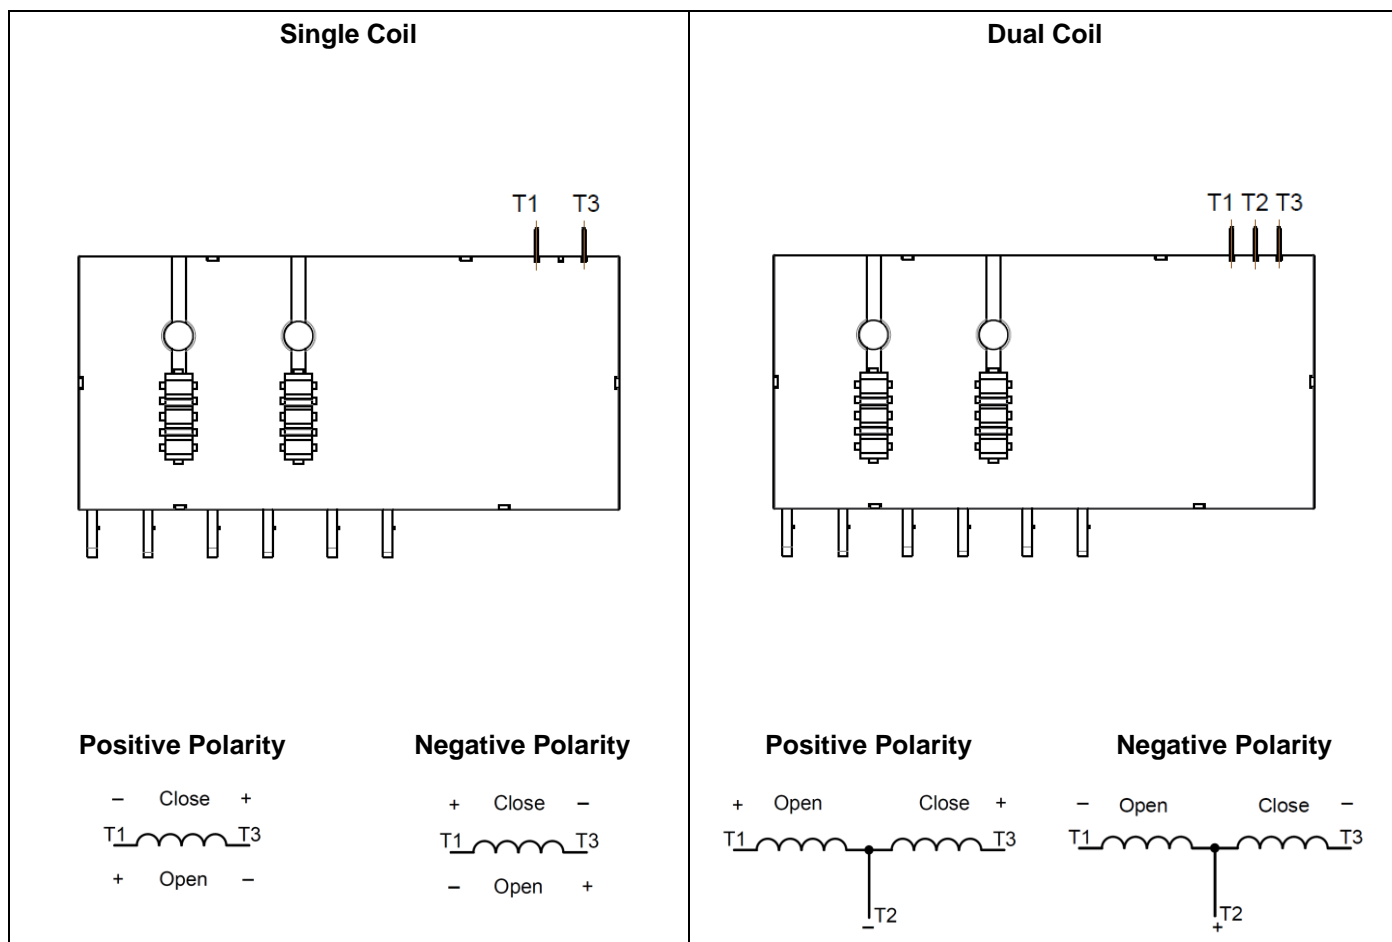 Single Coil
T1 T3
Positive Polarity
− Close +
T1 T3
+ Open −
Negative Polarity
+ Close −
T1 T3
− Open +
Dual Coil
T1 T2 T3
Positive Polarity
+ Open Close +
T1 T3
T2
−
Negative Polarity
− Open Close −
T1 T3
T2
+